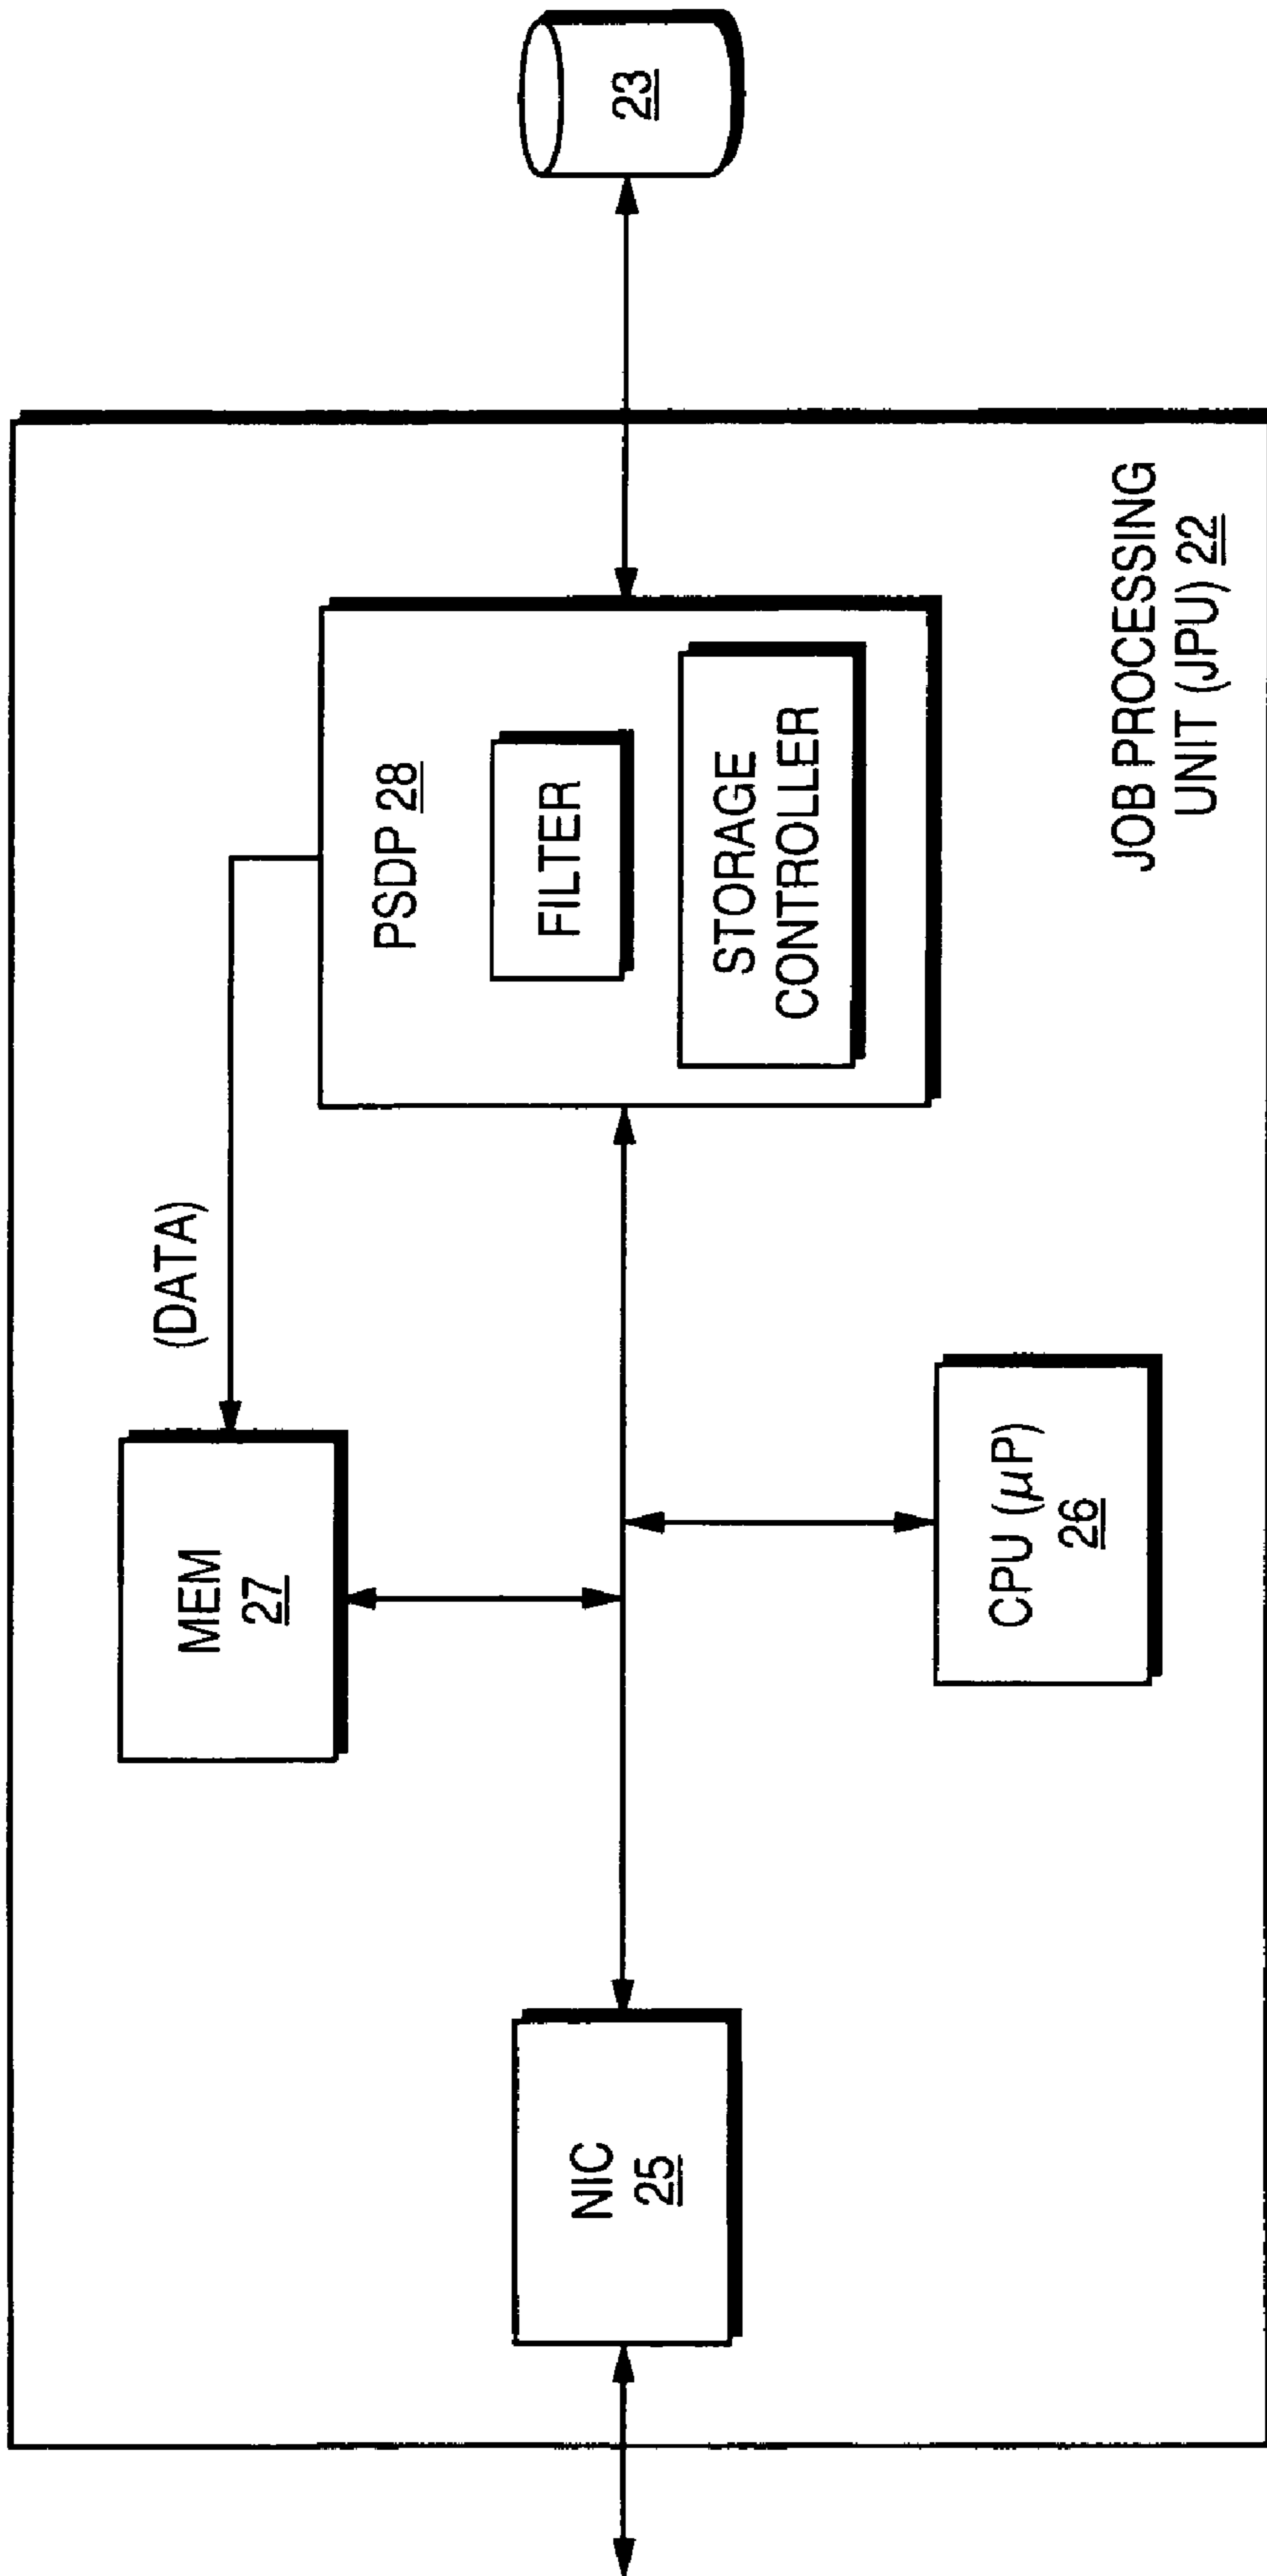 (DATA)
MEM
27
PSDP 28
FILTER
STORAGE
CONTROLLER
23
NIC
25
CPU (μP)
26
JOB PROCESSING
UNIT (JPU) 22